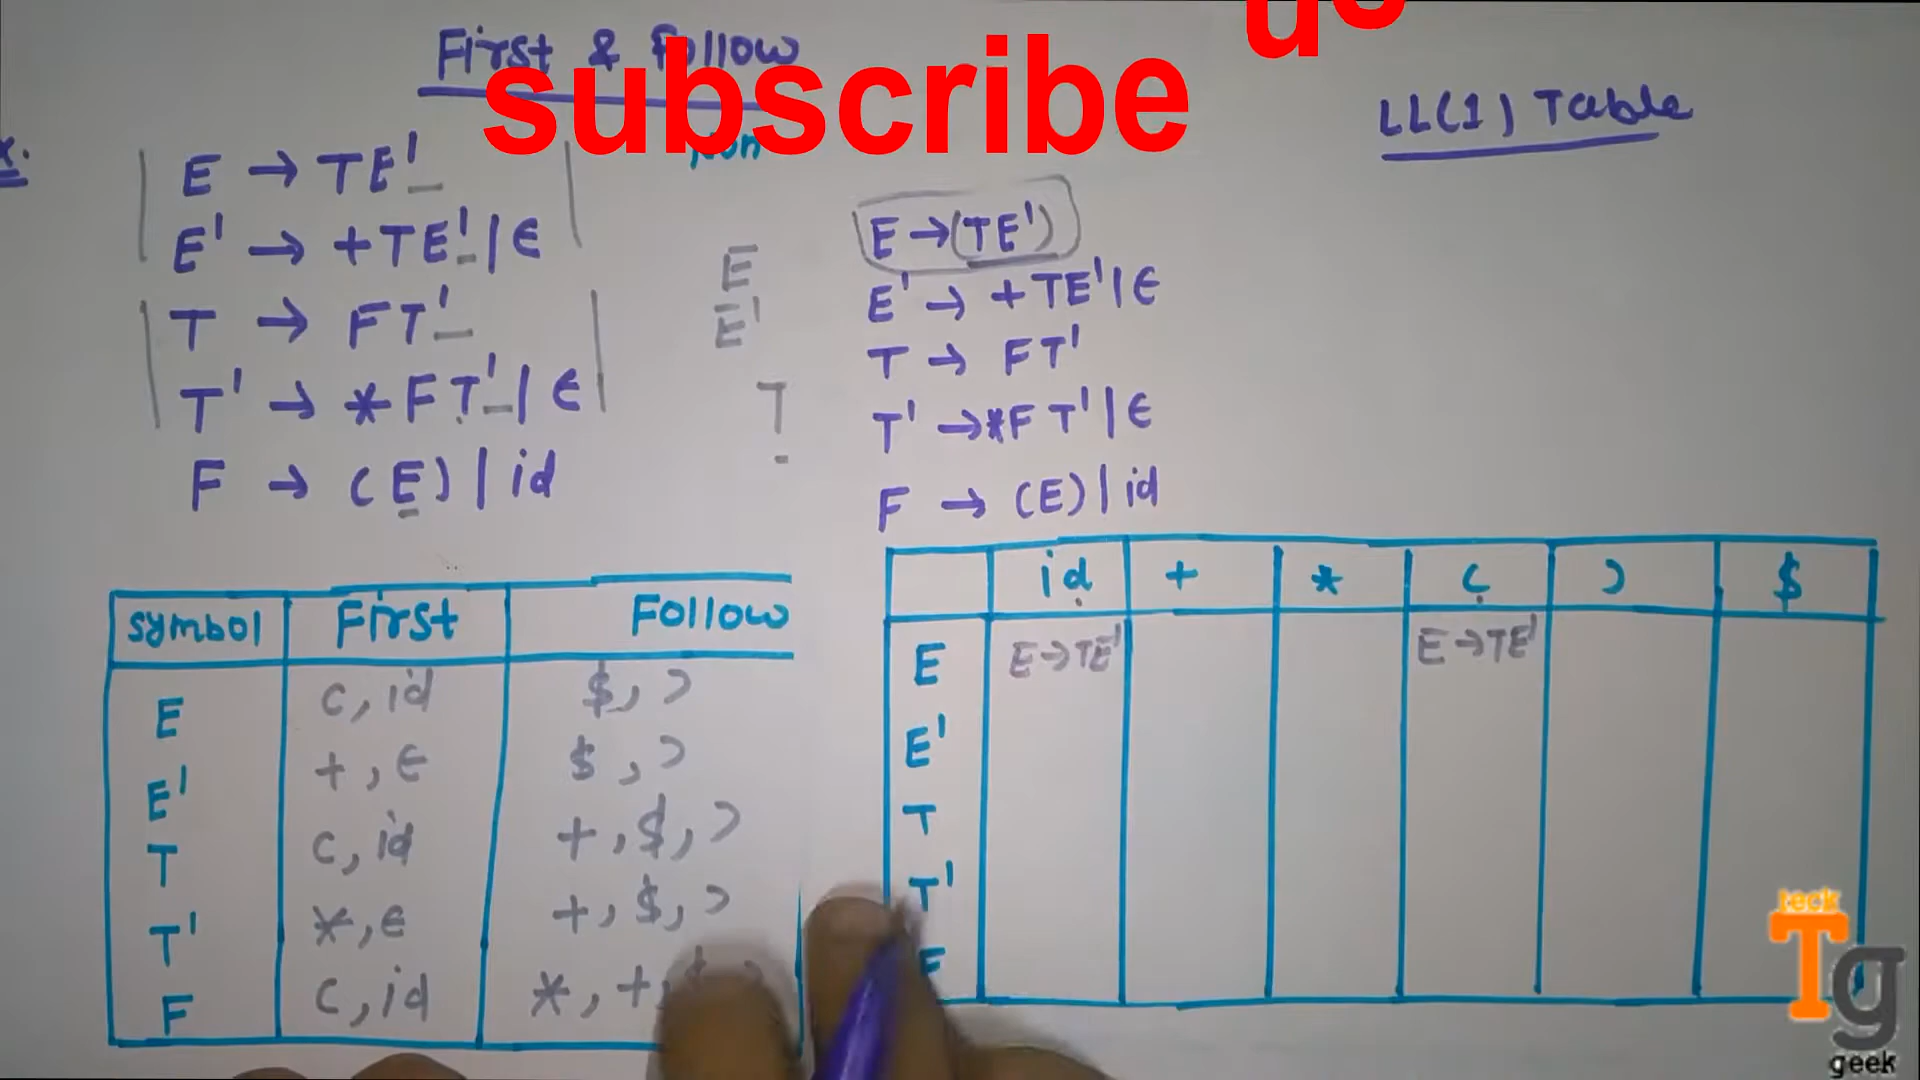 First & Follow
subscribe
LL(1) Table
E → TE'
E' → +TE' | ϵ
T → FT'
T' → *FT' | ϵ
F → (E) | id
E
E'
T
E → (TE')
E' → +TE' | ϵ
T → FT'
T' → *FT' | ϵ
F → (E) | id
symbol First Follow
E (, id $, )
E' +, ϵ $, )
T (, id +, $, )
T' *, ϵ +, $, )
F (, id *, +,
id + * ( ) $
E E→TE' E→TE'
E'
T
T'
F
teck
Tg
geek